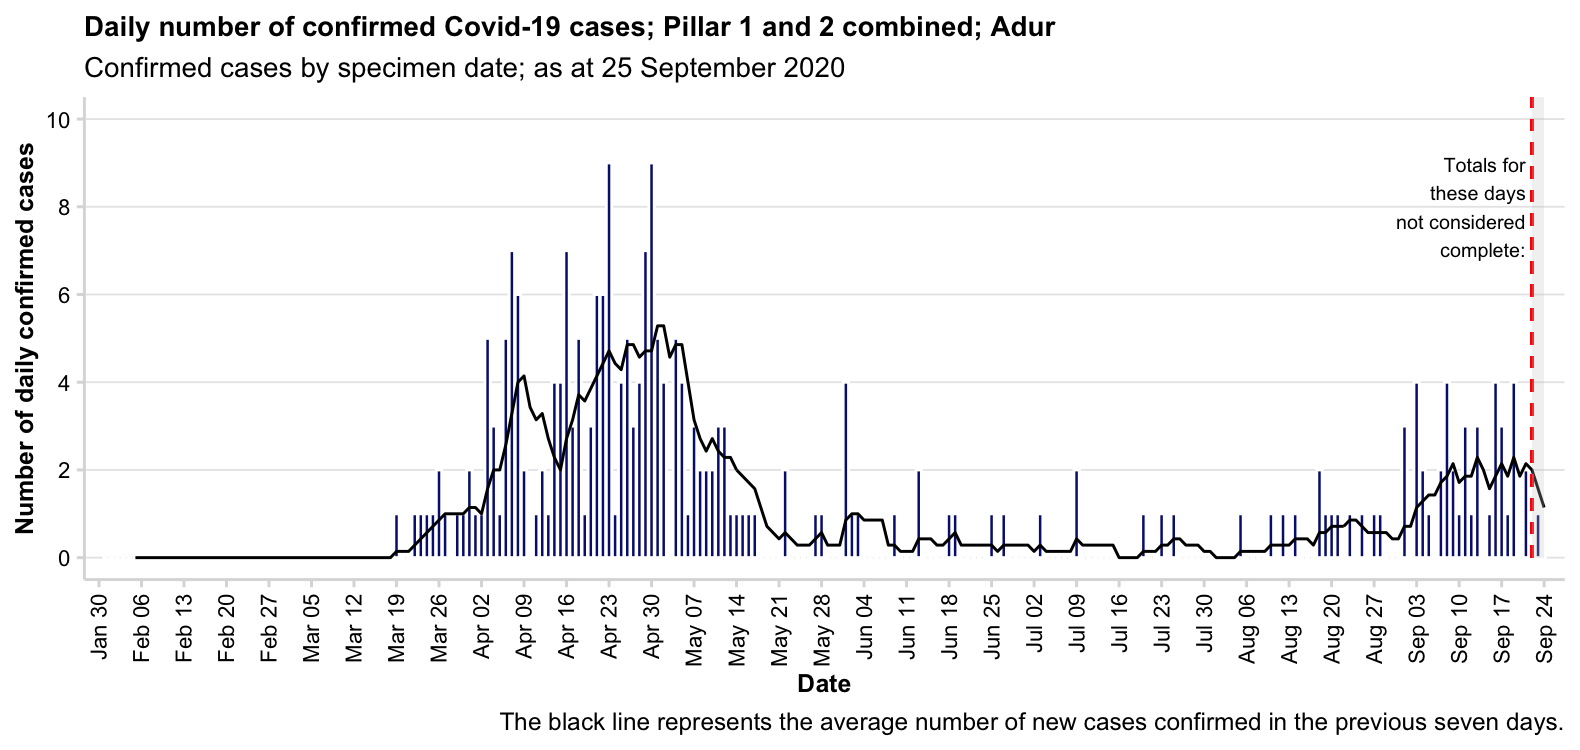 Daily number of confirmed Covid-19 cases; Pillar 1 and 2 combined; Adur
Confirmed cases by specimen date; as at 25 September 2020
Number of daily confirmed cases
10
8
6
4
2
0
Totals for
these days
not considered
complete:
Jan 30
Feb 06
Feb 13
Feb 20
Feb 27
Mar 05
Mar 12
Mar 19
Mar 26
Apr 02
Apr 09
Apr 16
Apr 23
Apr 30
May 07
May 14
May 21
May 28
Jun 04
Jun 11
Jun 18
Jun 25
Jul 02
Jul 09
Jul 16
Jul 23
Jul 30
Aug 06
Aug 13
Aug 20
Aug 27
Sep 03
Sep 10
Sep 17
Sep 24
Date
The black line represents the average number of new cases confirmed in the previous seven days.